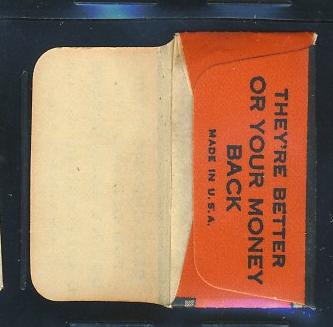 THEY'RE BETTER
OR YOUR MONEY
BACK
MADE IN U.S.A.